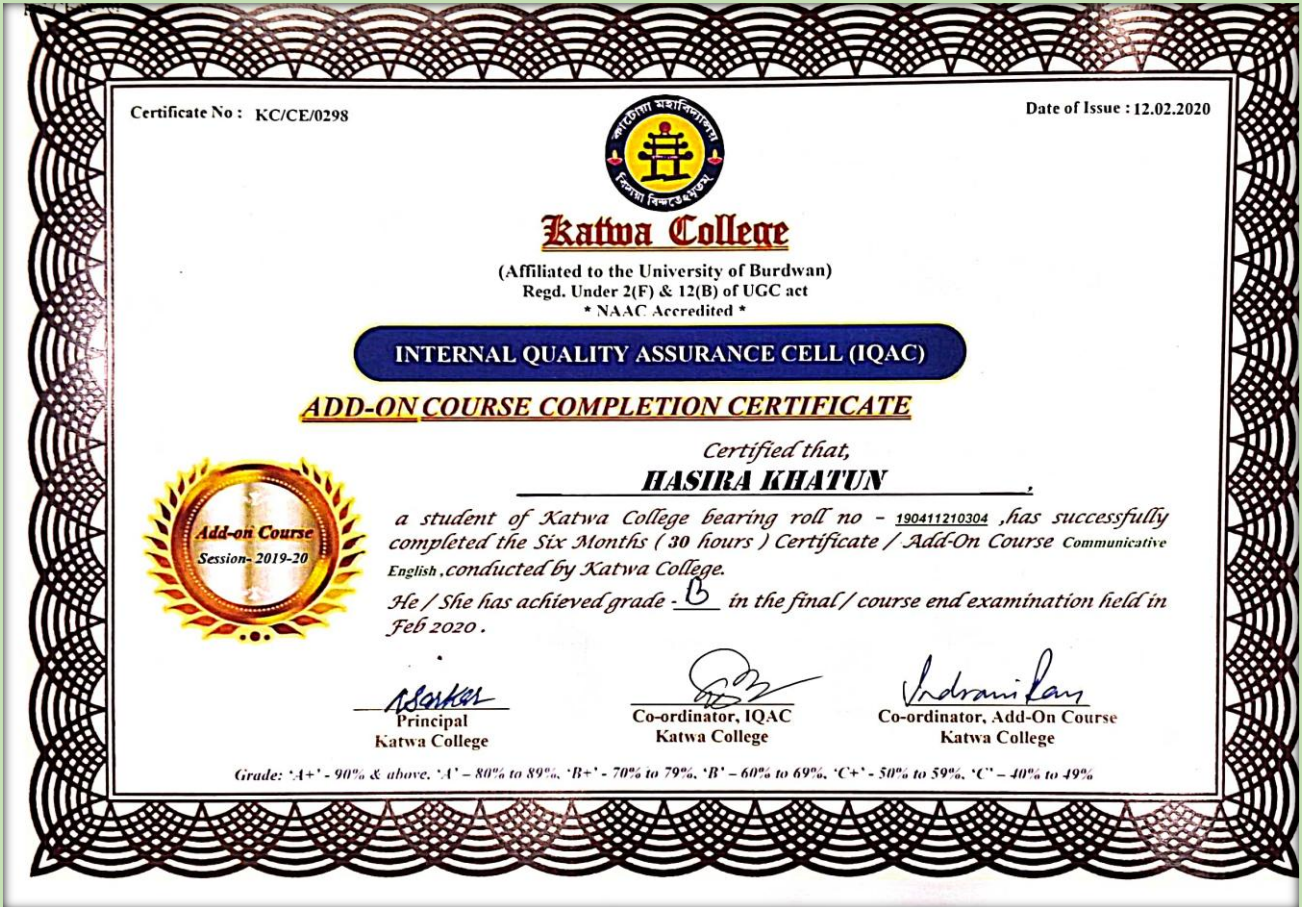 Certificate No : KC/CE/0298
Date of Issue : 12.02.2020
কাটোয়া মহাবিদ্যালয়
Katwa College
(Affiliated to the University of Burdwan)
Regd. Under 2(F) & 12(B) of UGC act
* NAAC Accredited *
INTERNAL QUALITY ASSURANCE CELL (IQAC)
ADD-ON COURSE COMPLETION CERTIFICATE
Certified that,
HASIRA KHATUN ,
Add-on Course
Session- 2019-20
a student of Katwa College bearing roll no – 190411210304 ,has successfully
completed the Six Months ( 30 hours ) Certificate / Add-On Course Communicative
English ,conducted by Katwa College.
He / She has achieved grade - B in the final / course end examination held in
Feb 2020 .
Indrani Ray
Principal
Katwa College
Co-ordinator, IQAC
Katwa College
Co-ordinator, Add-On Course
Katwa College
Grade: 'A+' - 90% & above, 'A' – 80% to 89%, 'B+' - 70% to 79%, 'B' – 60% to 69%, 'C+' - 50% to 59%, 'C' – 40% to 49%